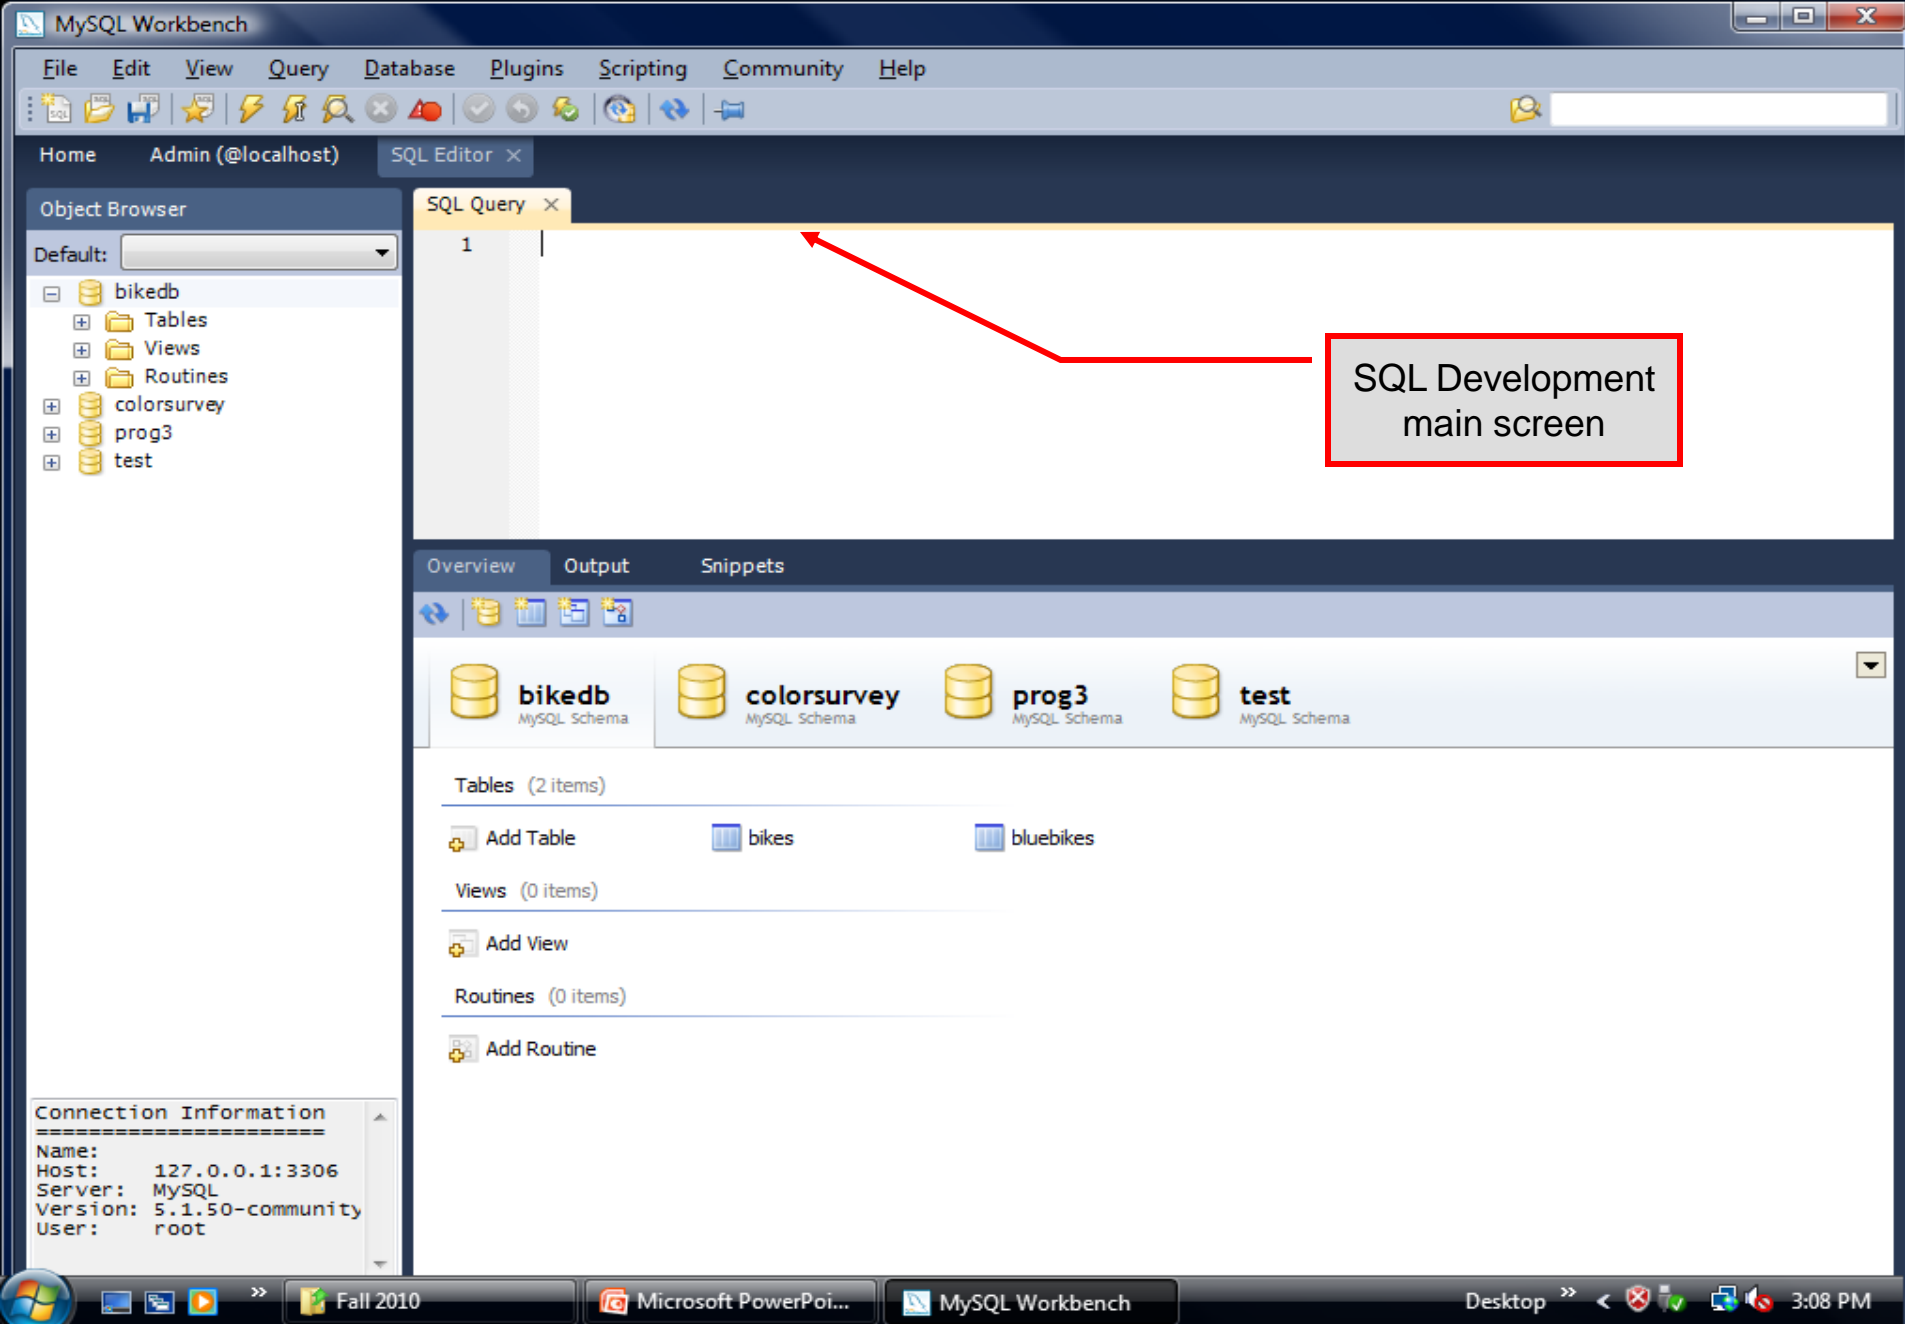 MySQL Workbench
File Edit View Query Database Plugins Scripting Community Help
Home Admin (@localhost) SQL Editor
Object Browser
SQL Query
Default:
1
bikedb
Tables
Views
Routines
colorsurvey
prog3
test
SQL Development
main screen
Overview Output Snippets
bikedb
MySQL Schema
colorsurvey
MySQL Schema
prog3
MySQL Schema
test
MySQL Schema
Tables (2 items)
Add Table bikes bluebikes
Views (0 items)
Add View
Routines (0 items)
Add Routine
Connection Information
======================
Name:
Host: 127.0.0.1:3306
Server: MySQL
Version: 5.1.50-community
User: root
Fall 2010 Microsoft PowerPoi... MySQL Workbench Desktop 3:08 PM